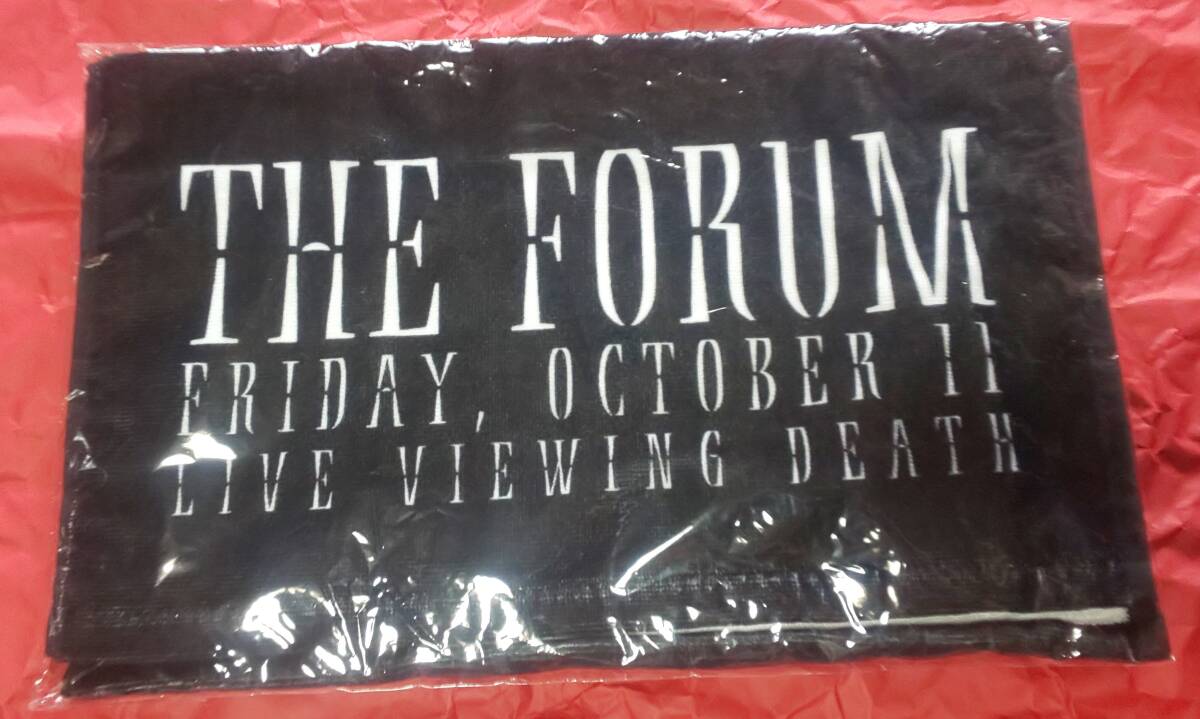 THE FORUM
FRIDAY, OCTOBER 11
LIVE VIEWING DEATH